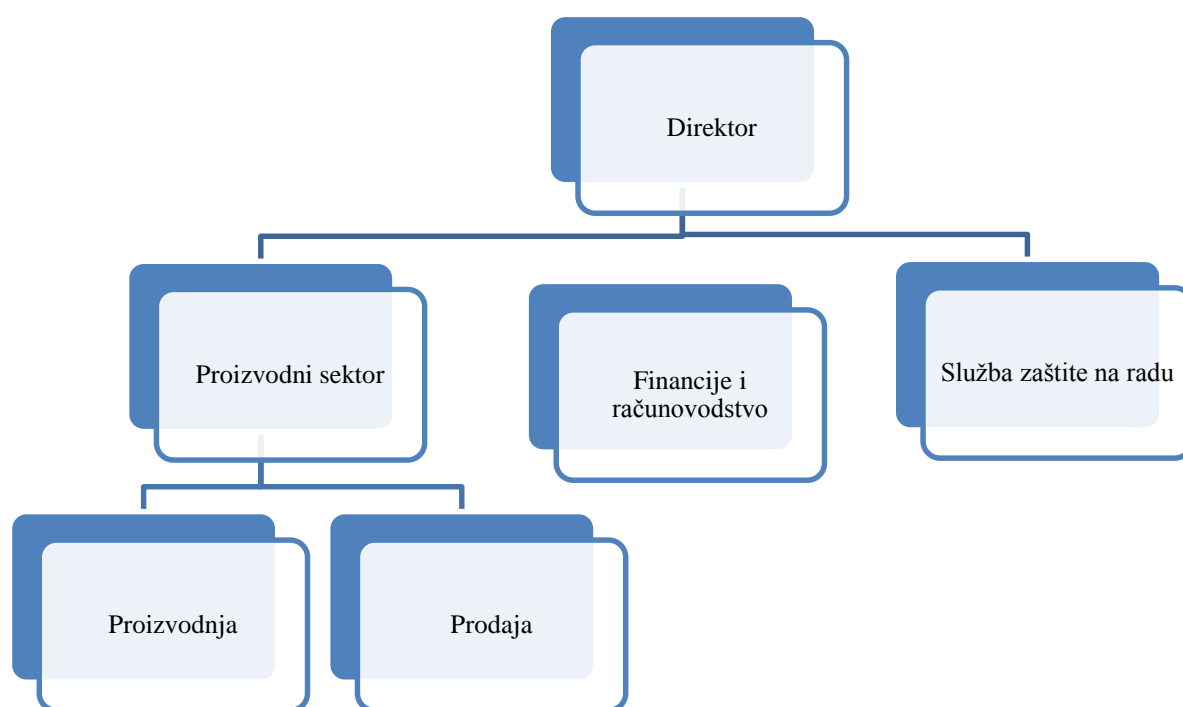 Direktor
Proizvodni sektor
Financije i
računovodstvo
Služba zaštite na radu
Proizvodnja
Prodaja